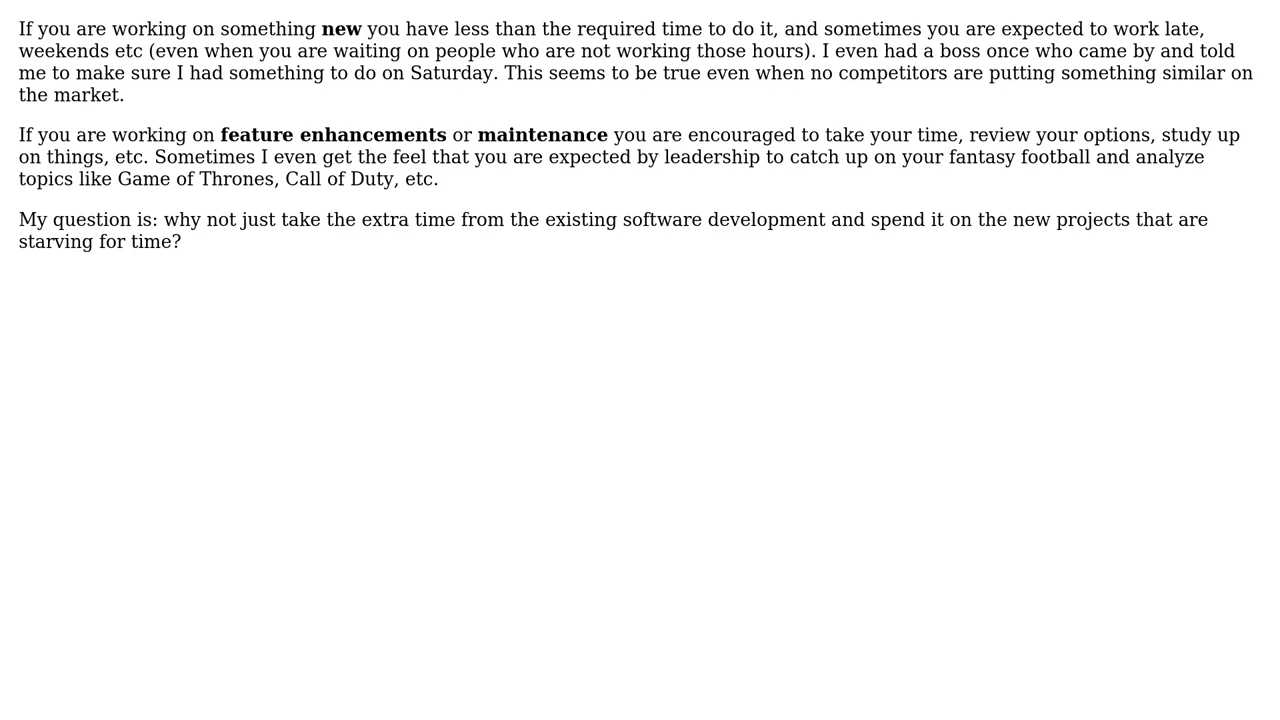 If you are working on something new you have less than the required time to do it, and sometimes you are expected to work late,
weekends etc (even when you are waiting on people who are not working those hours). I even had a boss once who came by and told
me to make sure I had something to do on Saturday. This seems to be true even when no competitors are putting something similar on
the market.
If you are working on feature enhancements or maintenance you are encouraged to take your time, review your options, study up
on things, etc. Sometimes I even get the feel that you are expected by leadership to catch up on your fantasy football and analyze
topics like Game of Thrones, Call of Duty, etc.
My question is: why not just take the extra time from the existing software development and spend it on the new projects that are
starving for time?